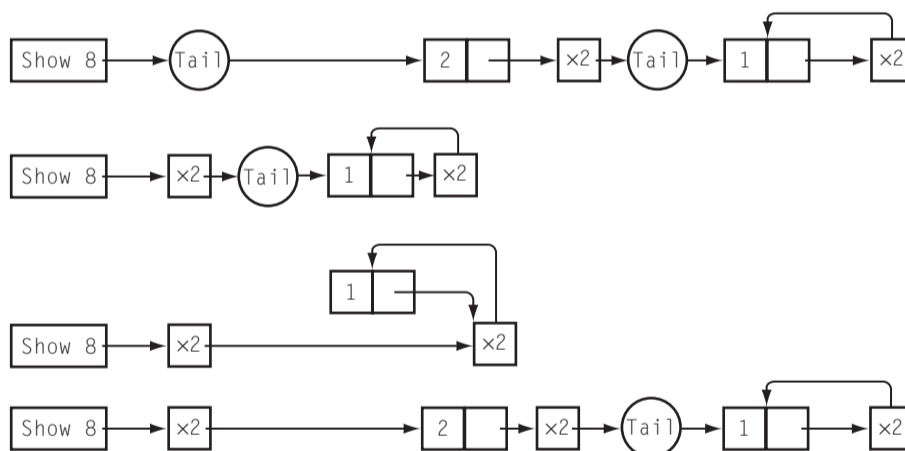 Show 8 Tail 2 ×2 Tail 1 ×2
Show 8 ×2 Tail 1 ×2
1
Show 8 ×2 ×2
Show 8 ×2 2 ×2 Tail 1 ×2